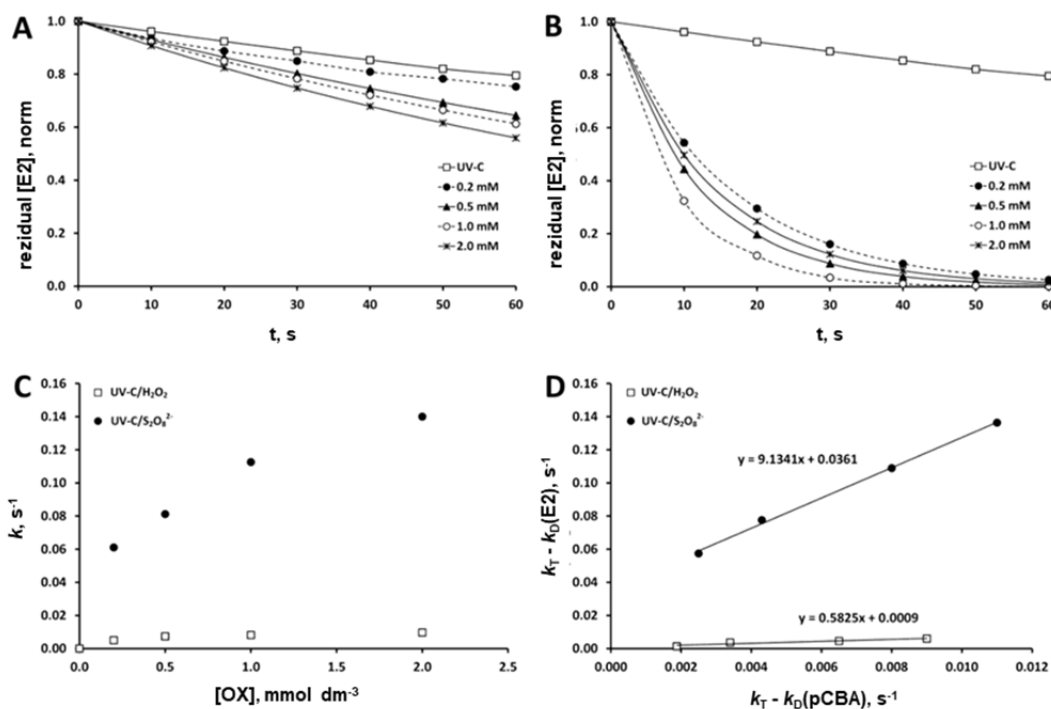 A
1.0
0.8
0.6
0.4
0.2
0.0
rezidual [E2], norm
UV-C
0.2 mM
0.5 mM
1.0 mM
2.0 mM
0 10 20 30 40 50 60
t, s
B
1.0
0.8
0.6
0.4
0.2
0.0
rezidual [E2], norm
UV-C
0.2 mM
0.5 mM
1.0 mM
2.0 mM
0 10 20 30 40 50 60
t, s
C
0.16
0.14
0.12
0.10
0.08
0.06
0.04
0.02
0.00
k, s⁻¹
UV-C/H₂O₂
UV-C/S₂O₈²⁻
0.0 0.5 1.0 1.5 2.0 2.5
[OX], mmol dm⁻³
D
0.16
0.14
0.12
0.10
0.08
0.06
0.04
0.02
0.00
k_T - k_D(E2), s⁻¹
UV-C/H₂O₂
UV-C/S₂O₈²⁻
y = 9.1341x + 0.0361
y = 0.5825x + 0.0009
0.000 0.002 0.004 0.006 0.008 0.010 0.012
k_T - k_D(pCBA), s⁻¹